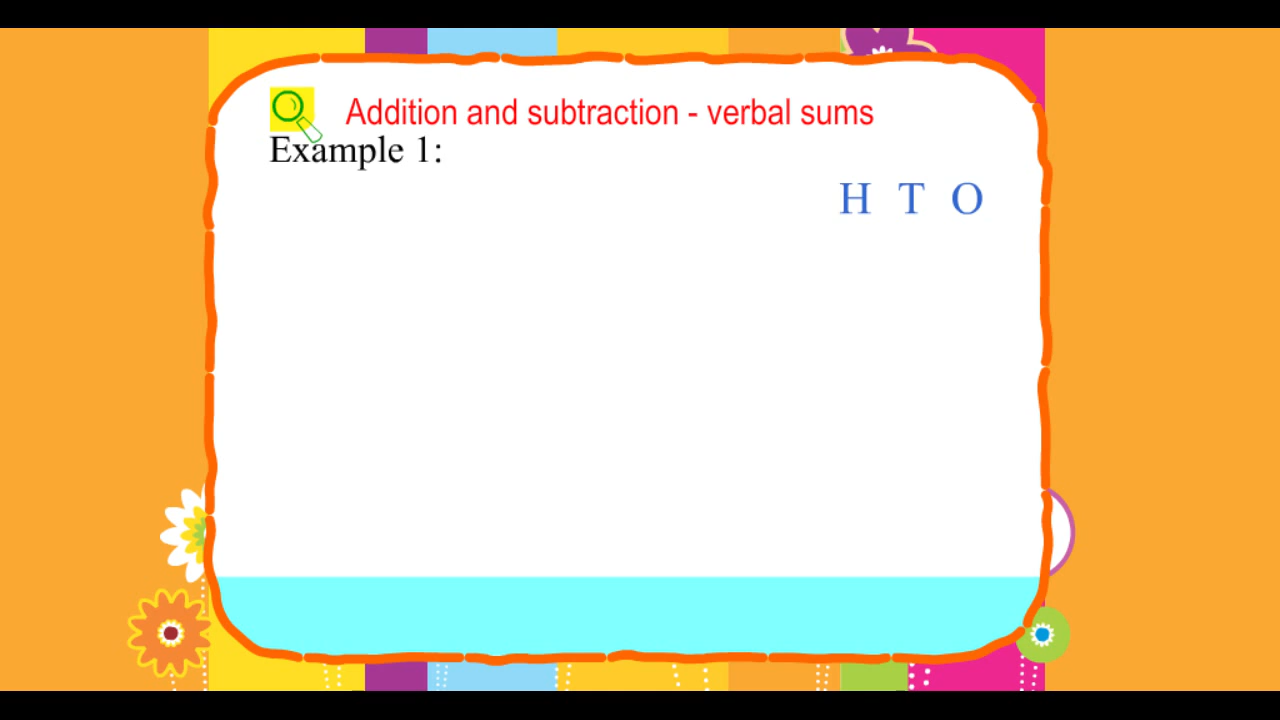 Addition and subtraction - verbal sums
Example 1:
H T O